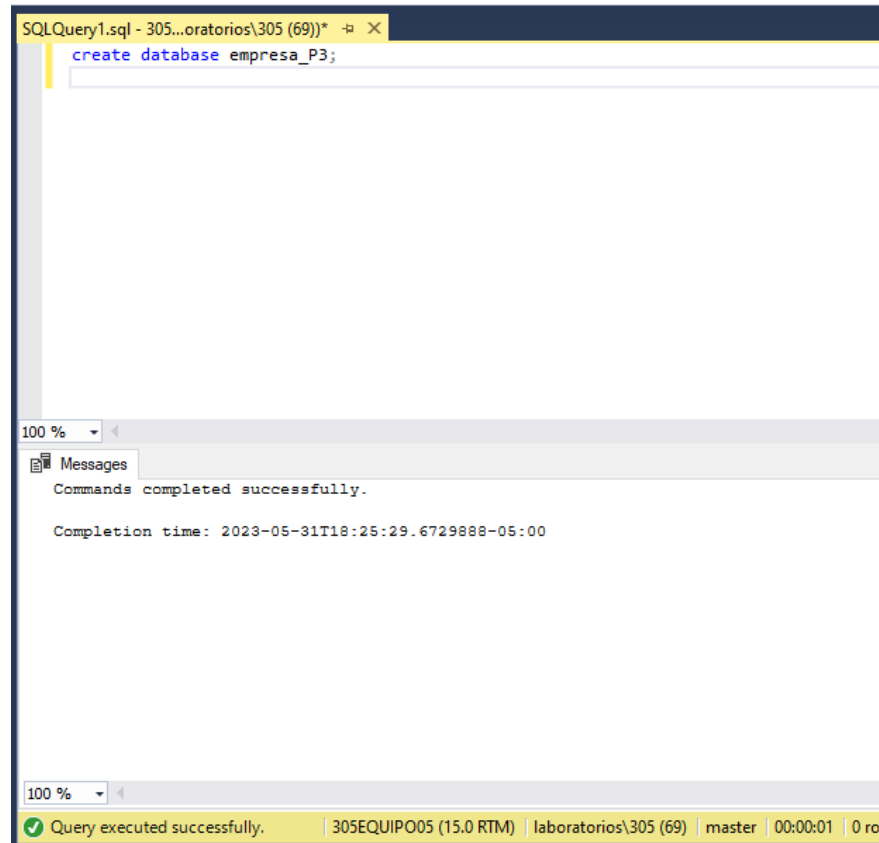 SQLQuery1.sql - 305...oratorios\305 (69))*
create database empresa_P3;
100 %
Messages
Commands completed successfully.
Completion time: 2023-05-31T18:25:29.6729888-05:00
100 %
Query executed successfully. 305EQUIPO05 (15.0 RTM) laboratorios\305 (69) master 00:00:01 0 ro